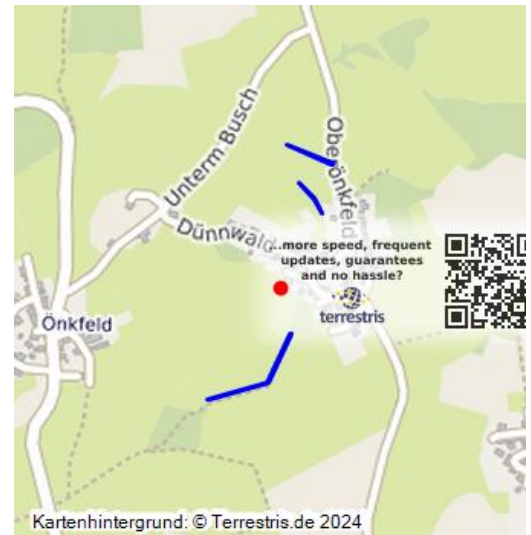 Unterm Busch
Oberönkfeld
Dünnwald
...more speed, frequent
updates, guarantees
and no hassle?
terrestris
Önkfeld
Kartenhintergrund: © Terrestris.de 2024